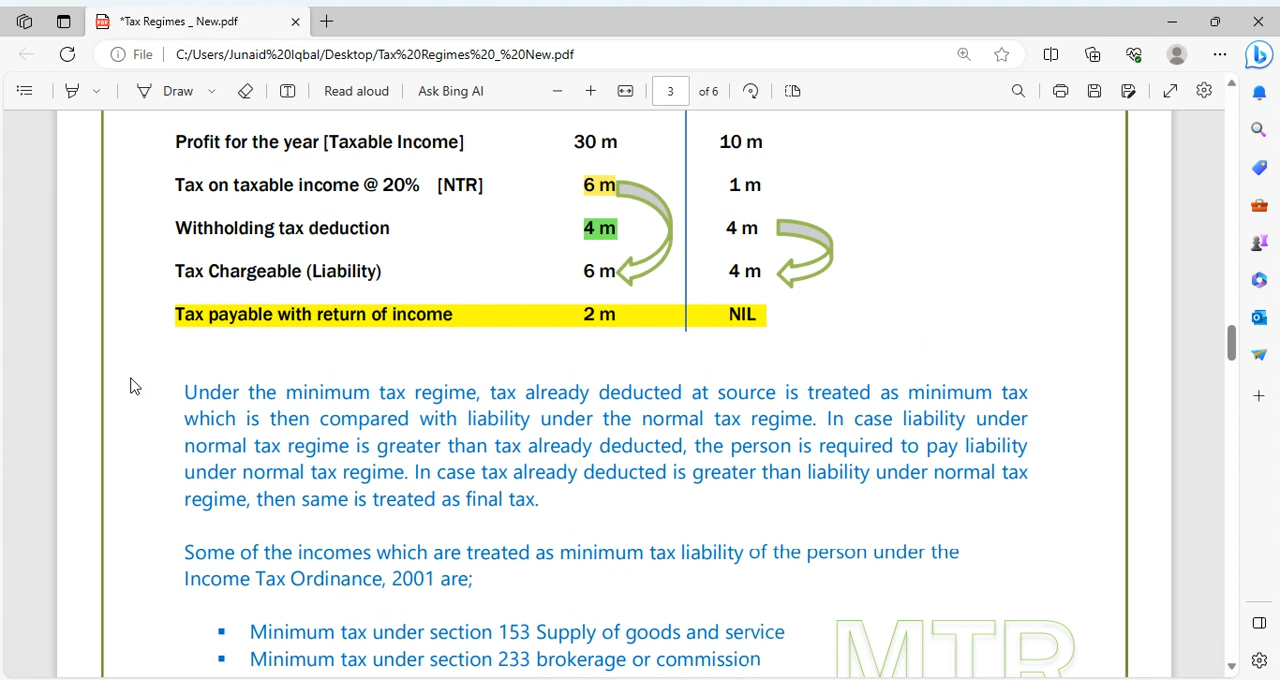 *Tax Regimes _ New.pdf
File C:/Users/Junaid%20Iqbal/Desktop/Tax%20Regimes%20_%20New.pdf
Draw Read aloud Ask Bing AI 3 of 6
Profit for the year [Taxable Income] 30 m 10 m
Tax on taxable income @ 20% [NTR] 6 m 1 m
Withholding tax deduction 4 m 4 m
Tax Chargeable (Liability) 6 m 4 m
Tax payable with return of income 2 m NIL
Under the minimum tax regime, tax already deducted at source is treated as minimum tax
which is then compared with liability under the normal tax regime. In case liability under
normal tax regime is greater than tax already deducted, the person is required to pay liability
under normal tax regime. In case tax already deducted is greater than liability under normal tax
regime, then same is treated as final tax.
Some of the incomes which are treated as minimum tax liability of the person under the
Income Tax Ordinance, 2001 are;
▪ Minimum tax under section 153 Supply of goods and service
▪ Minimum tax under section 233 brokerage or commission
MTR